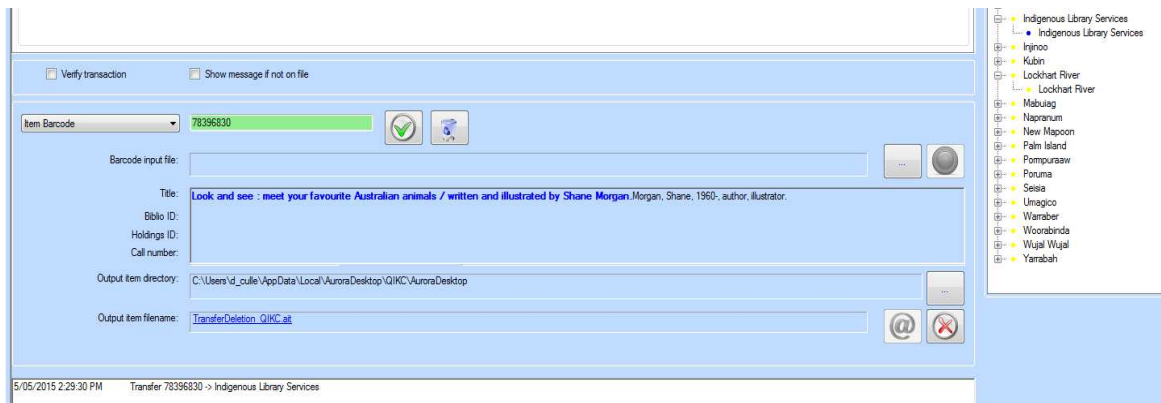 Verify transaction
Show message if not on file
Item Barcode
78396830
Barcode input file:
...
Title:
Look and see : meet your favourite Australian animals / written and illustrated by Shane Morgan.Morgan, Shane, 1960-, author, illustrator.
Biblio ID:
Holdings ID:
Call number:
Output item directory:
C:\Users\d_culle\AppData\Local\AuroraDesktop\QIKC\AuroraDesktop
...
Output item filename:
TransferDeletion_QIKC.ait
@
5/05/2015 2:29:30 PM Transfer 78396830 -> Indigenous Library Services
Indigenous Library Services
Indigenous Library Services
Injinoo
Kubin
Lockhart River
Lockhart River
Mabuiag
Napranum
New Mapoon
Palm Island
Pompuraaw
Poruma
Seisia
Umagico
Warraber
Woorabinda
Wujal Wujal
Yarrabah